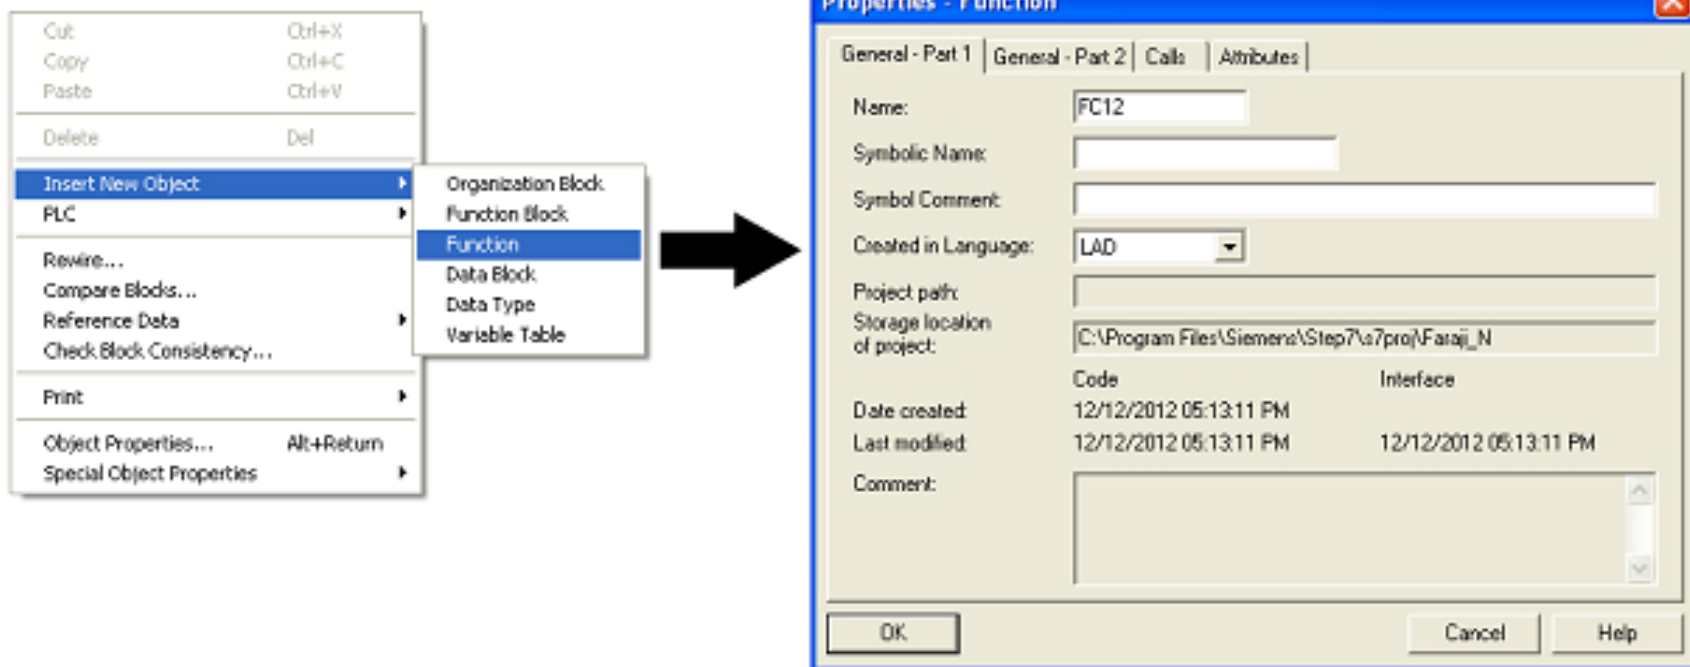 Cut Ctrl+X
Copy Ctrl+C
Paste Ctrl+V
Delete Del
Insert New Object
PLC
Rewire...
Compare Blocks...
Reference Data
Check Block Consistency...
Print
Object Properties... Alt+Return
Special Object Properties
Organization Block
Function Block
Function
Data Block
Data Type
Variable Table
Properties - Function
General - Part 1 General - Part 2 Calls Attributes
Name: FC12
Symbolic Name:
Symbol Comment:
Created in Language: LAD
Project path:
Storage location
of project: C:\Program Files\Siemens\Step7\s7proj\Faraji_N
Code Interface
Date created: 12/12/2012 05:13:11 PM
Last modified: 12/12/2012 05:13:11 PM 12/12/2012 05:13:11 PM
Comment:
OK Cancel Help